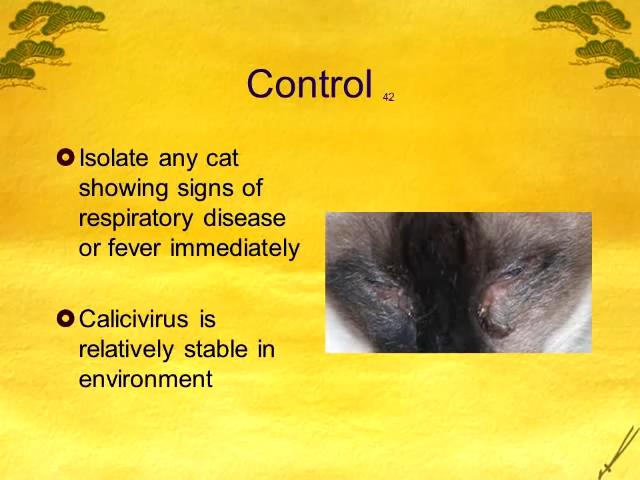 Control 42
Isolate any cat
showing signs of
respiratory disease
or fever immediately
Calicivirus is
relatively stable in
environment